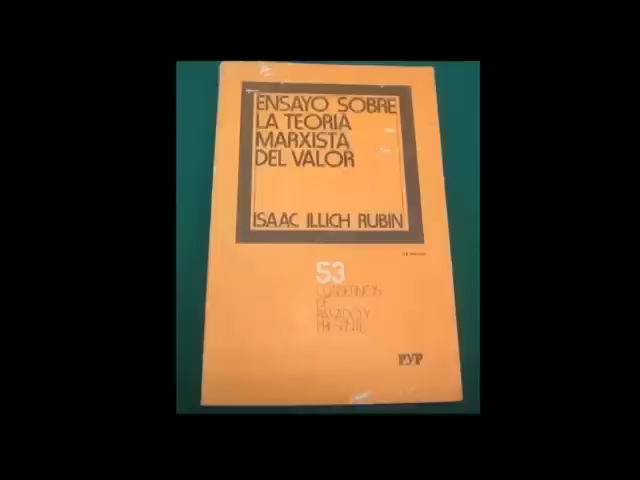 ENSAYO SOBRE
LA TEORIA
MARXISTA
DEL VALOR
ISAAC ILLICH RUBIN
53
CUADERNOS
DE
PASADO Y
PRESENTE
PYP